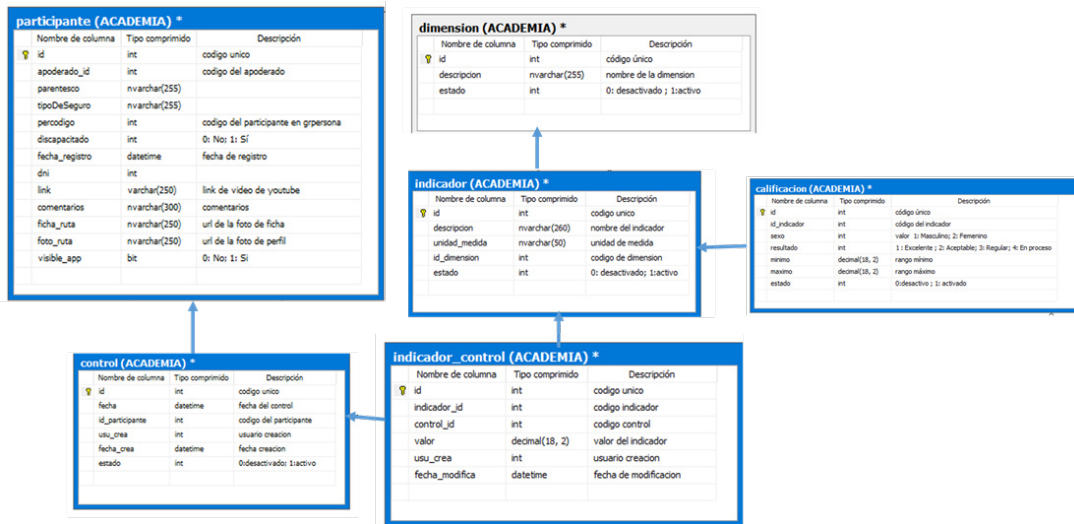 participante (ACADEMIA) *
Nombre de columna Tipo comprimido Descripción
id int codigo unico
apoderado_id int codigo del apoderado
parentesco nvarchar(255)
tipoDeSeguro nvarchar(255)
percodigo int codigo del participante en grpersona
discapacitado int 0: No; 1: Sí
fecha_registro datetime fecha de registro
dni int
link varchar(250) link de video de youtube
comentarios nvarchar(300) comentarios
ficha_ruta nvarchar(250) url de la foto de ficha
foto_ruta nvarchar(250) url de la foto de perfil
visible_app bit 0: No; 1: Si
dimension (ACADEMIA) *
Nombre de columna Tipo comprimido Descripción
id int código único
descripcion nvarchar(255) nombre de la dimension
estado int 0: desactivado ; 1:activo
indicador (ACADEMIA) *
Nombre de columna Tipo comprimido Descripción
id int codigo unico
descripcion nvarchar(260) nombre del indicador
unidad_medida nvarchar(50) unidad de medida
id_dimension int codigo de dimension
estado int 0: desactivado; 1:activo
calificacion (ACADEMIA) *
Nombre de columna Tipo comprimido Descripción
id int código único
id_indicador int código del indicador
sexo int valor 1: Masculino; 2: Femenino
resultado int 1 : Excelente ; 2: Aceptable; 3: Regular; 4: En proceso
minimo decimal(18, 2) rango mínimo
maximo decimal(18, 2) rango máximo
estado int 0:desactivo ; 1: activado
control (ACADEMIA) *
Nombre de columna Tipo comprimido Descripción
id int codigo unico
fecha datetime fecha del control
id_participante int codigo del participante
usu_crea int usuario creacion
fecha_crea datetime fecha creacion
estado int 0:desactivado; 1:activo
indicador_control (ACADEMIA) *
Nombre de columna Tipo comprimido Descripción
id int codigo unico
indicador_id int codigo indicador
control_id int codigo control
valor decimal(18, 2) valor del indicador
usu_crea int usuario creacion
fecha_modifica datetime fecha de modificacion